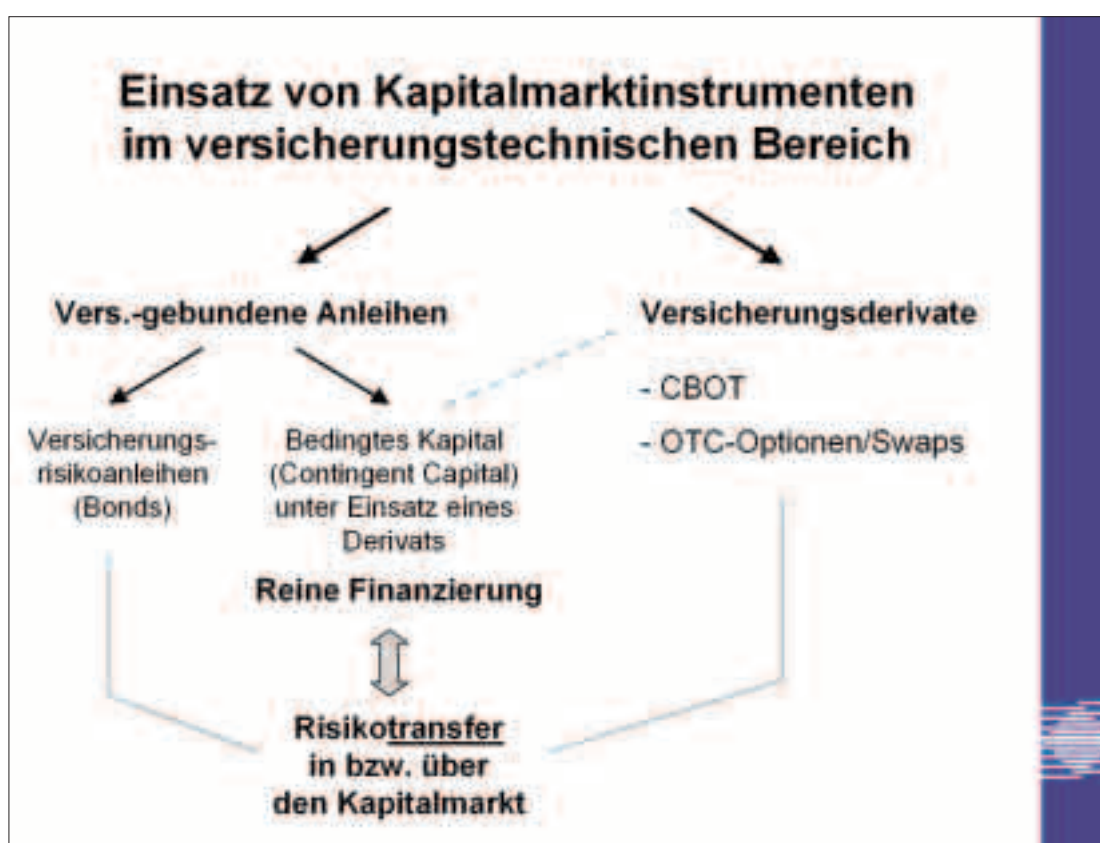 Einsatz von Kapitalmarktinstrumenten
im versicherungstechnischen Bereich
Vers.-gebundene Anleihen
Versicherungsderivate
- CBOT
- OTC-Optionen/Swaps
Versicherungs-
risikoanleihen
(Bonds)
Bedingtes Kapital
(Contingent Capital)
unter Einsatz eines
Derivats
Reine Finanzierung
Risikotransfer
in bzw. über
den Kapitalmarkt